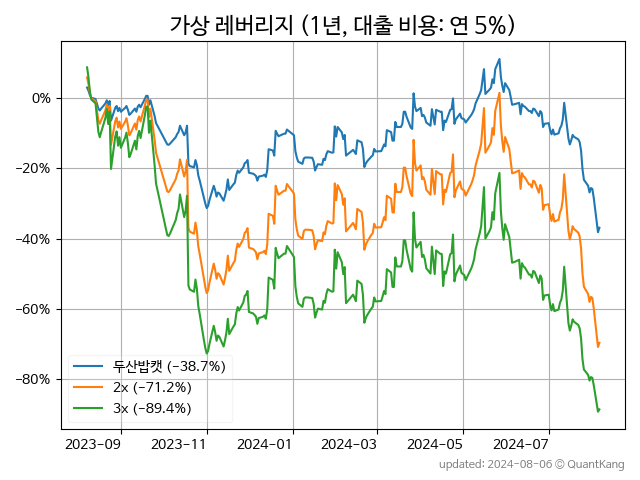 가상 레버리지 (1년, 대출 비용: 연 5%)
0%
−20%
−40%
−60%
−80%
두산밥캣 (−38.7%)
2x (−71.2%)
3x (−89.4%)
2023-09 2023-11 2024-01 2024-03 2024-05 2024-07
updated: 2024-08-06 © QuantKang